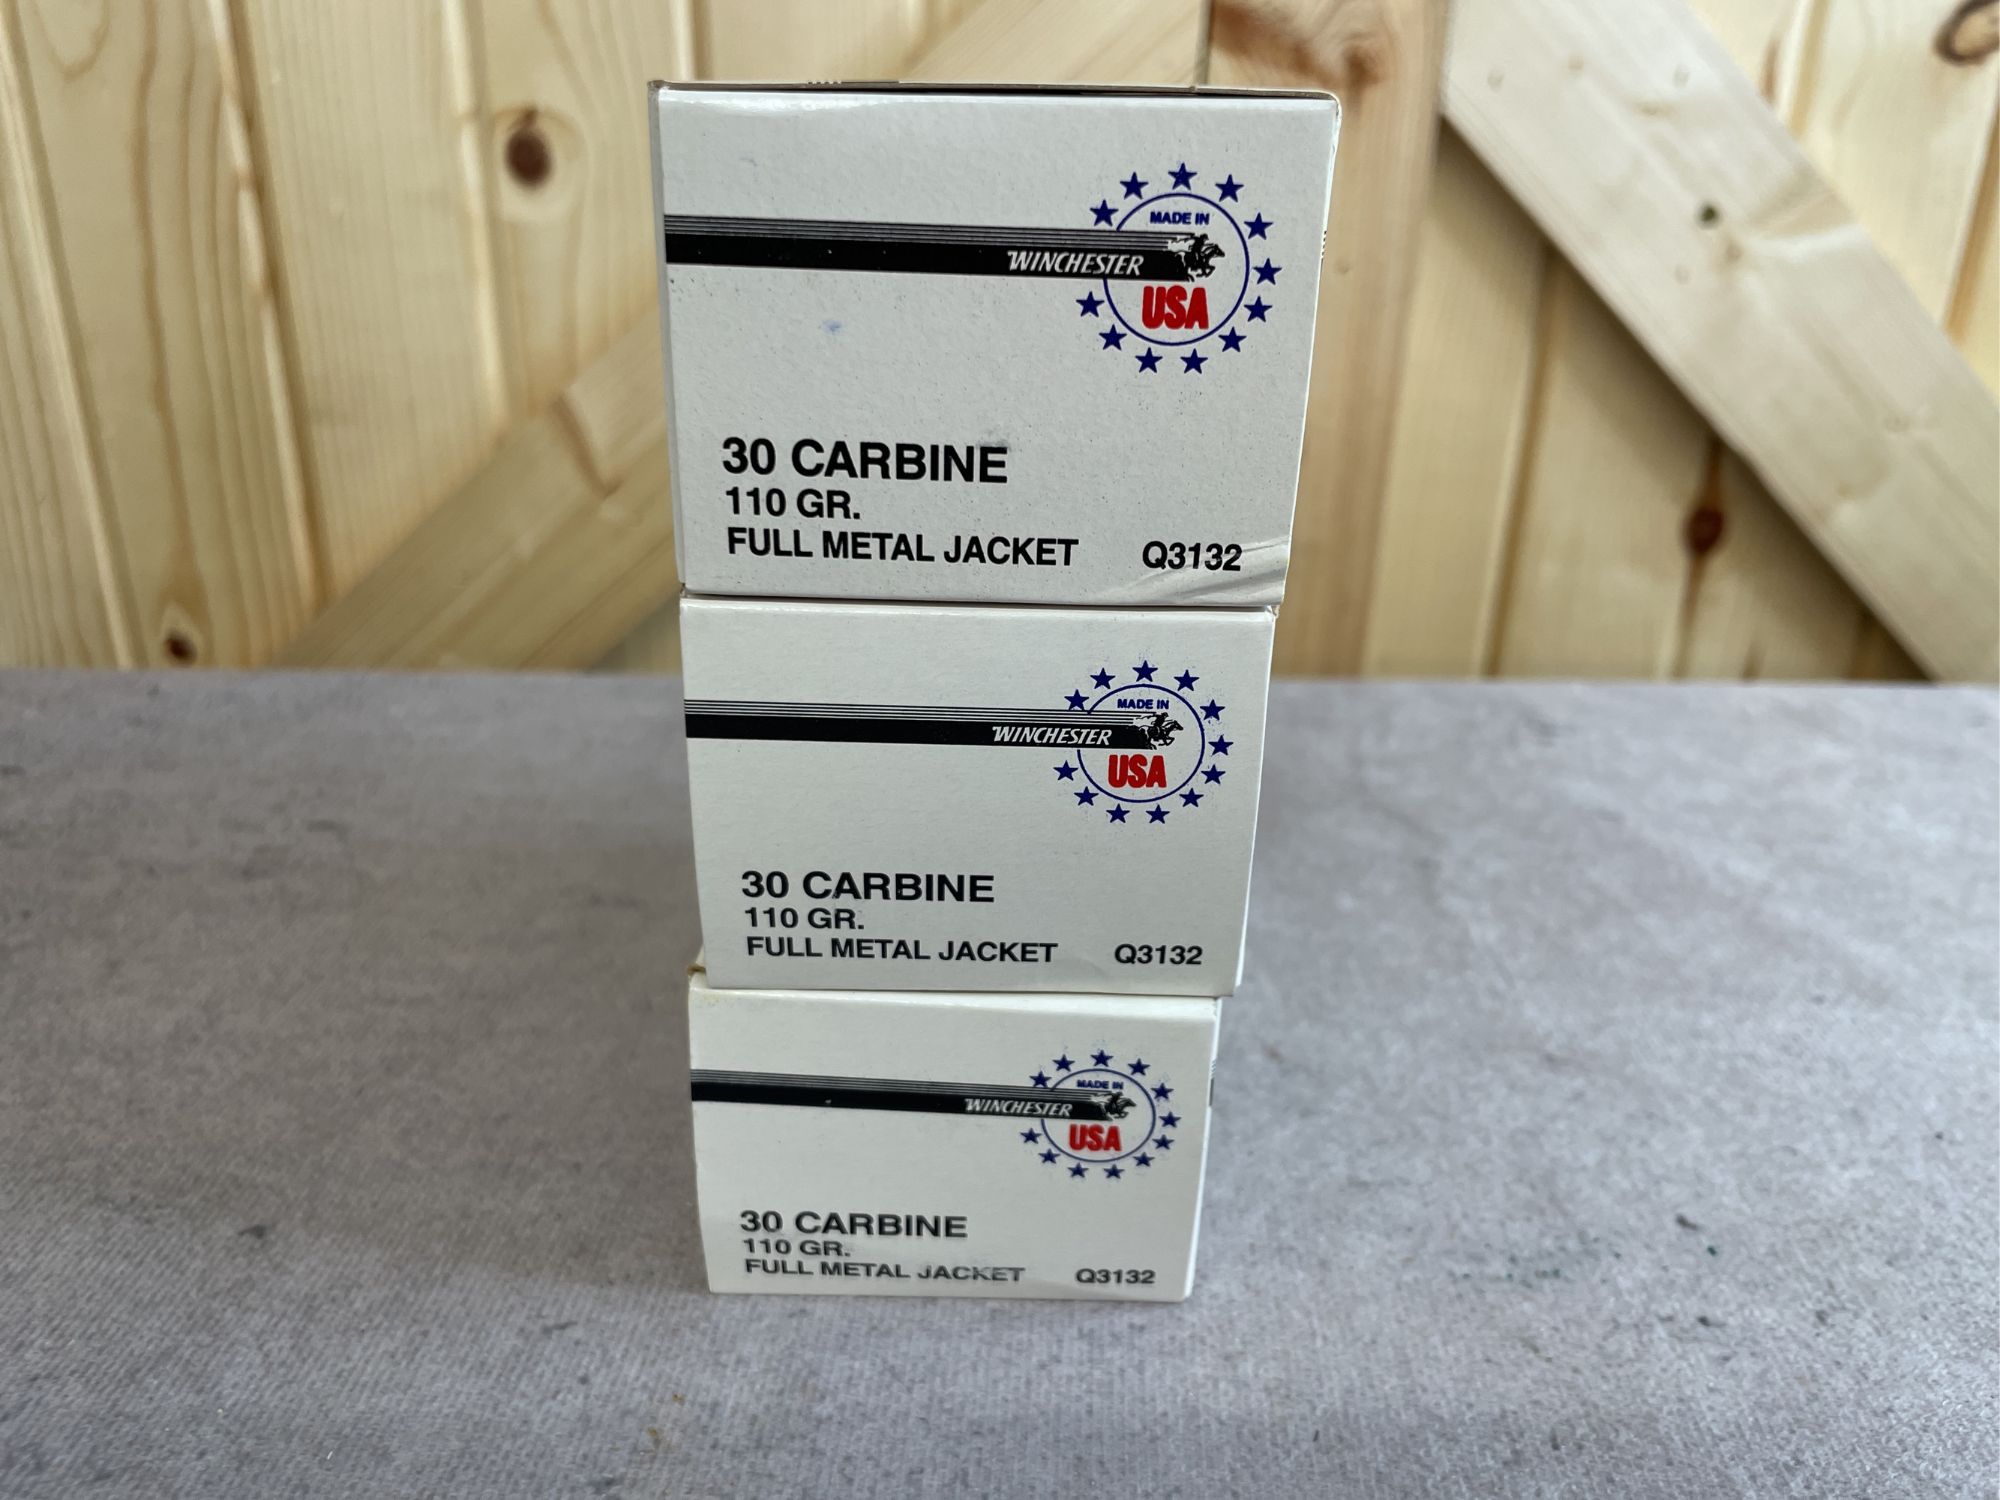 MADE IN
WINCHESTER
USA
30 CARBINE
110 GR.
FULL METAL JACKET Q3132
MADE IN
WINCHESTER
USA
30 CARBINE
110 GR.
FULL METAL JACKET Q3132
MADE IN
WINCHESTER
USA
30 CARBINE
110 GR.
FULL METAL JACKET Q3132